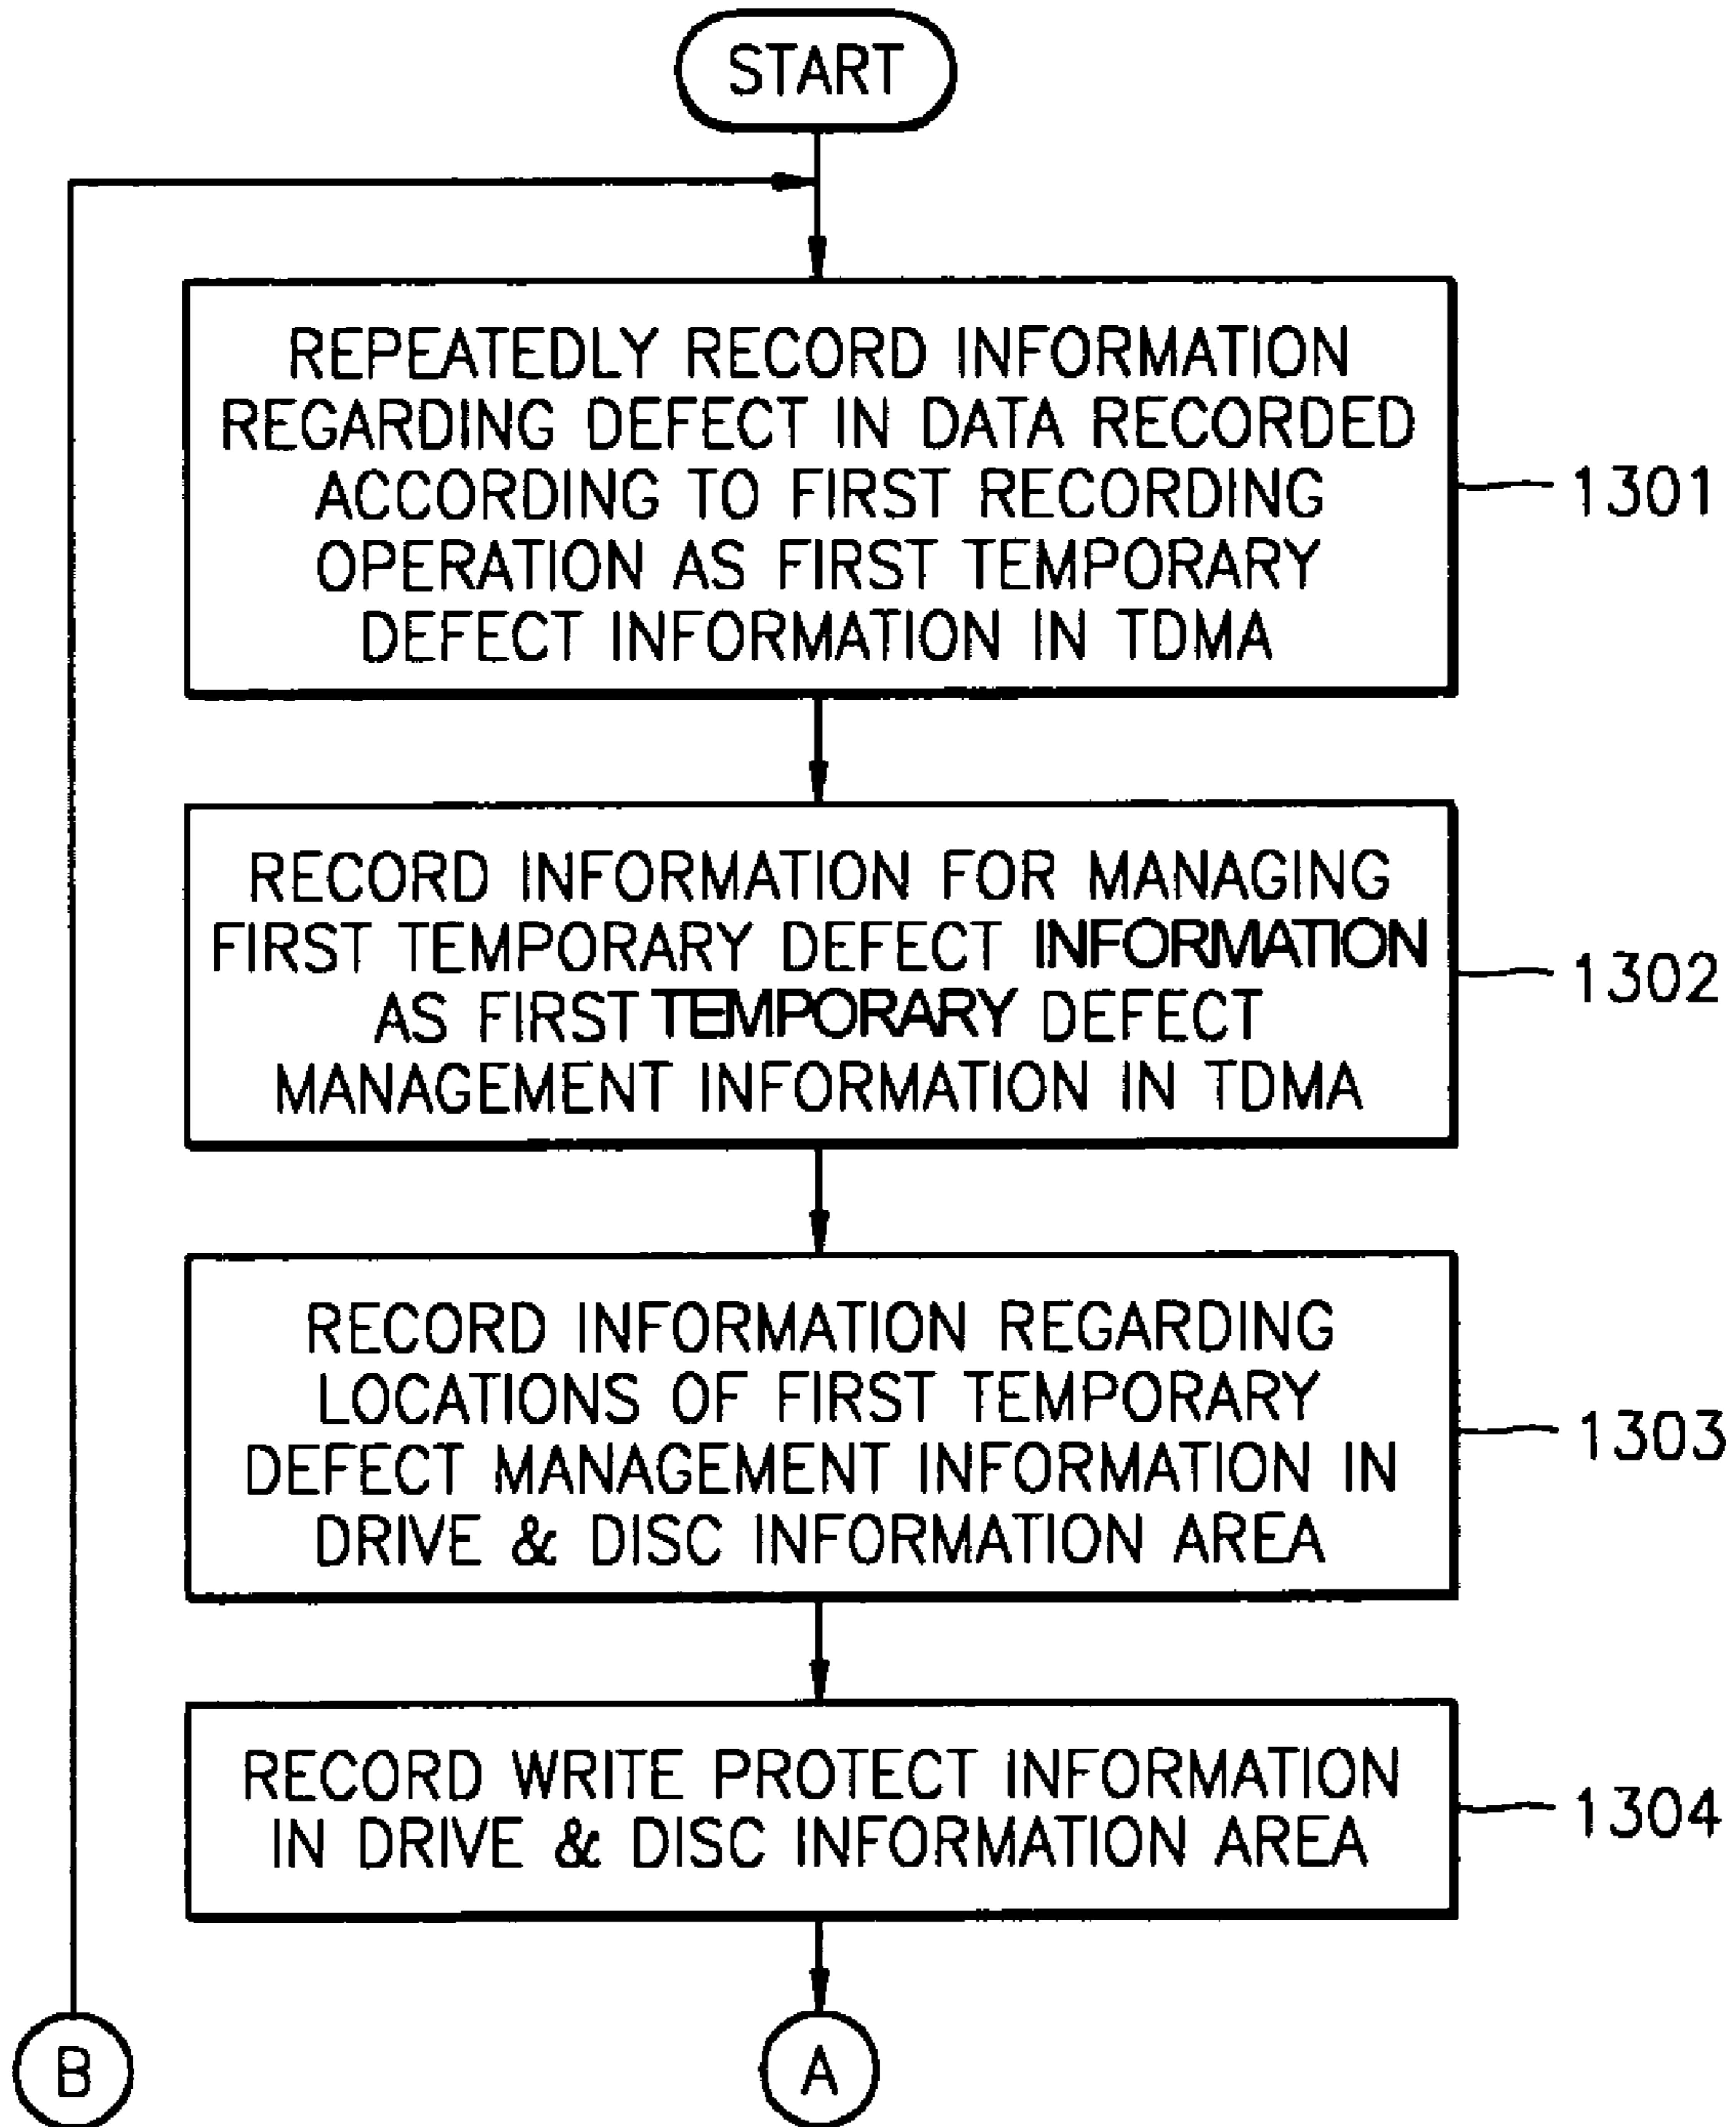 START
REPEATEDLY RECORD INFORMATION
REGARDING DEFECT IN DATA RECORDED
ACCORDING TO FIRST RECORDING
OPERATION AS FIRST TEMPORARY
DEFECT INFORMATION IN TDMA
1301
RECORD INFORMATION FOR MANAGING
FIRST TEMPORARY DEFECT INFORMATION
AS FIRST TEMPORARY DEFECT
MANAGEMENT INFORMATION IN TDMA
1302
RECORD INFORMATION REGARDING
LOCATIONS OF FIRST TEMPORARY
DEFECT MANAGEMENT INFORMATION IN
DRIVE & DISC INFORMATION AREA
1303
RECORD WRITE PROTECT INFORMATION
IN DRIVE & DISC INFORMATION AREA
1304
B
A